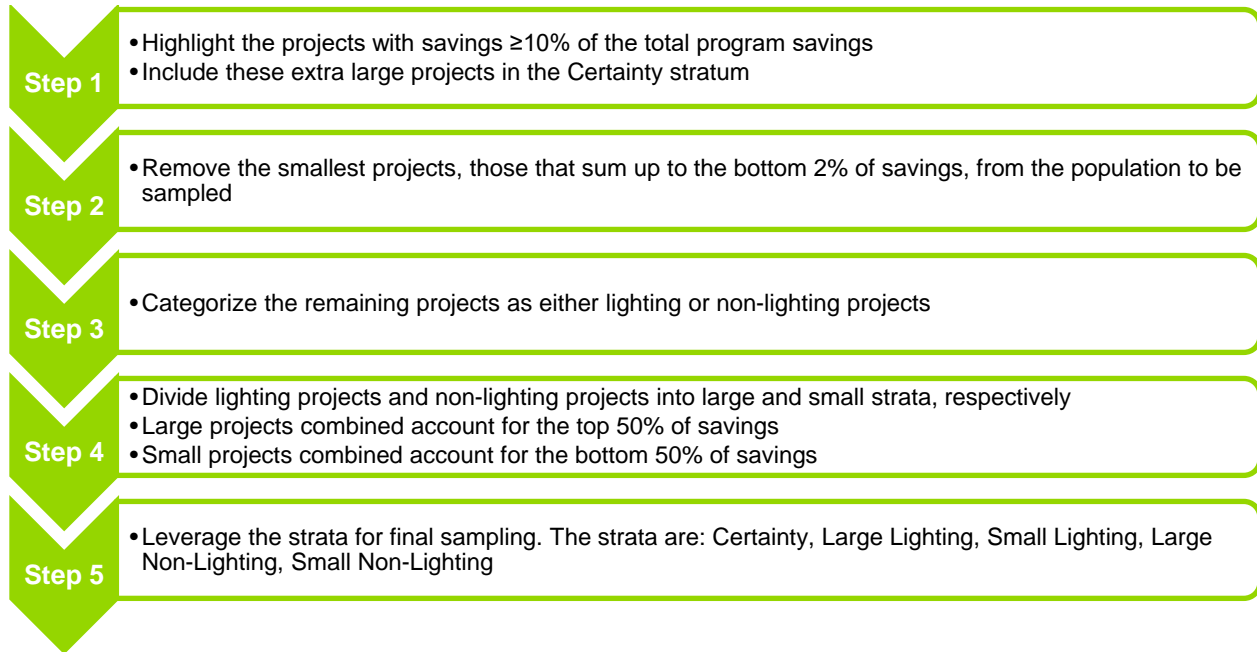 Step 1
•Highlight the projects with savings ≥10% of the total program savings
•Include these extra large projects in the Certainty stratum
Step 2
•Remove the smallest projects, those that sum up to the bottom 2% of savings, from the population to be
sampled
Step 3
•Categorize the remaining projects as either lighting or non-lighting projects
Step 4
•Divide lighting projects and non-lighting projects into large and small strata, respectively
•Large projects combined account for the top 50% of savings
•Small projects combined account for the bottom 50% of savings
Step 5
•Leverage the strata for final sampling. The strata are: Certainty, Large Lighting, Small Lighting, Large
Non-Lighting, Small Non-Lighting